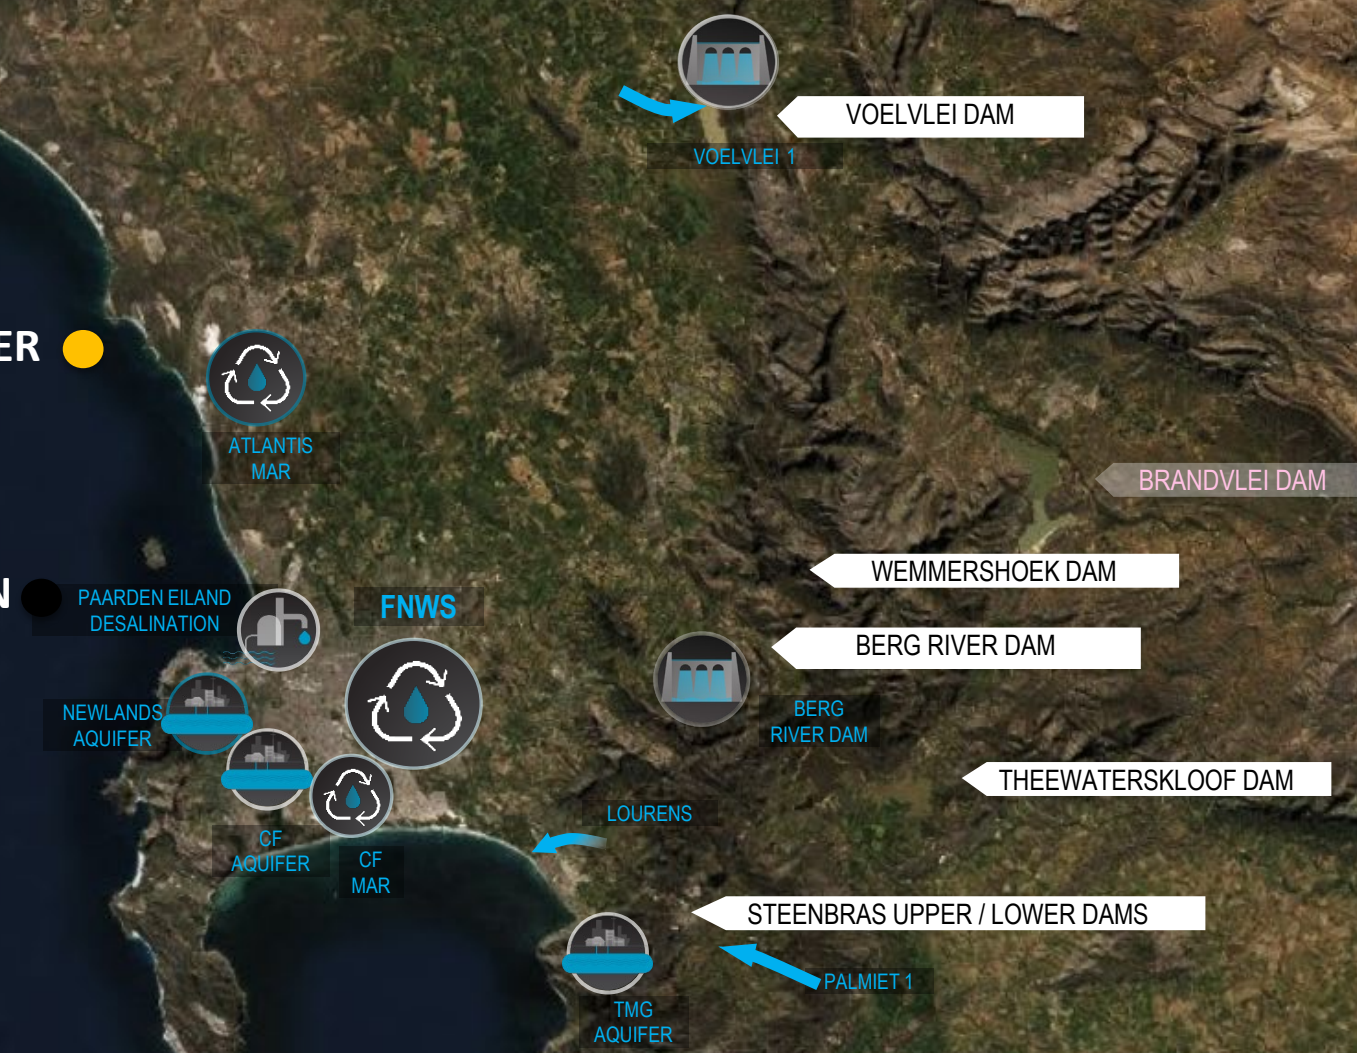 VOELVLEI DAM
VOELVLEI 1
ER
ATLANTIS
MAR
BRANDVLEI DAM
WEMMERSHOEK DAM
N
PAARDEN EILAND
DESALINATION
FNWS
BERG RIVER DAM
BERG
RIVER DAM
NEWLANDS
AQUIFER
THEEWATERSKLOOF DAM
LOURENS
CF
AQUIFER
CF
MAR
STEENBRAS UPPER / LOWER DAMS
PALMIET 1
TMG
AQUIFER